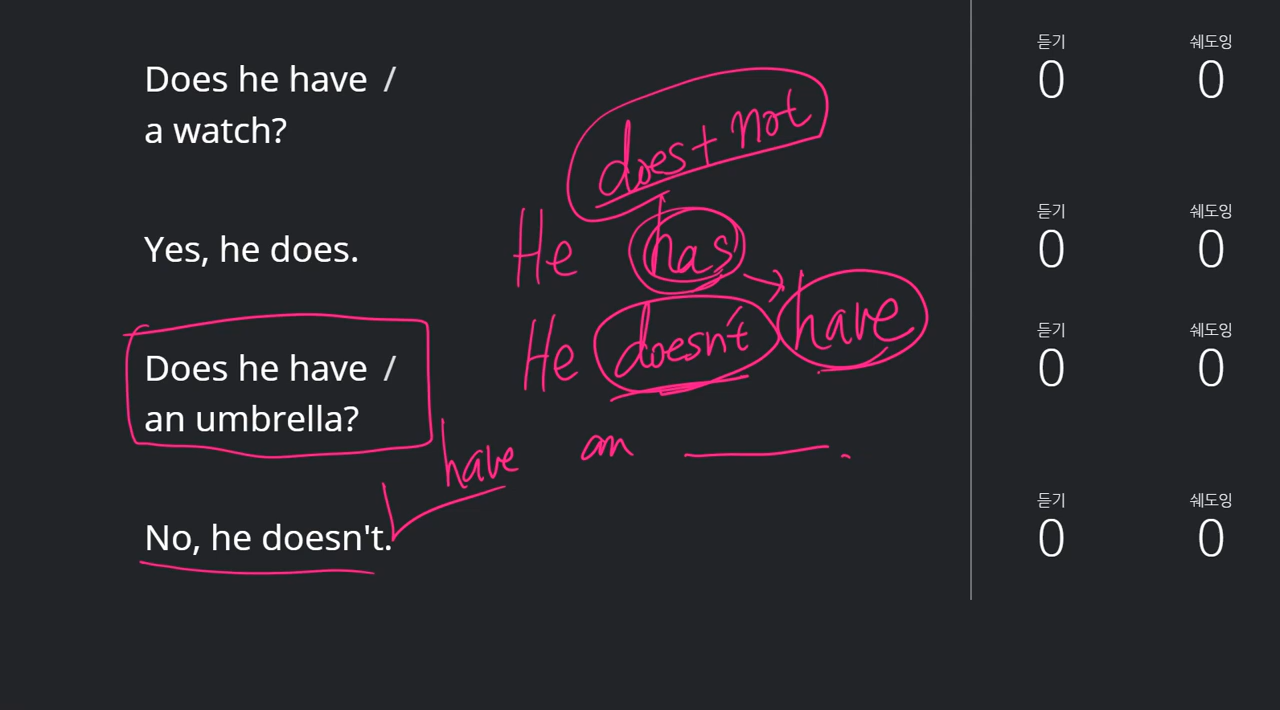 Does he have /
a watch?
Yes, he does.
Does he have /
an umbrella?
No, he doesn't.
does + not
He has
He doesn't have
have an ______.
듣기 쉐도잉
0 0
듣기 쉐도잉
0 0
듣기 쉐도잉
0 0
듣기 쉐도잉
0 0